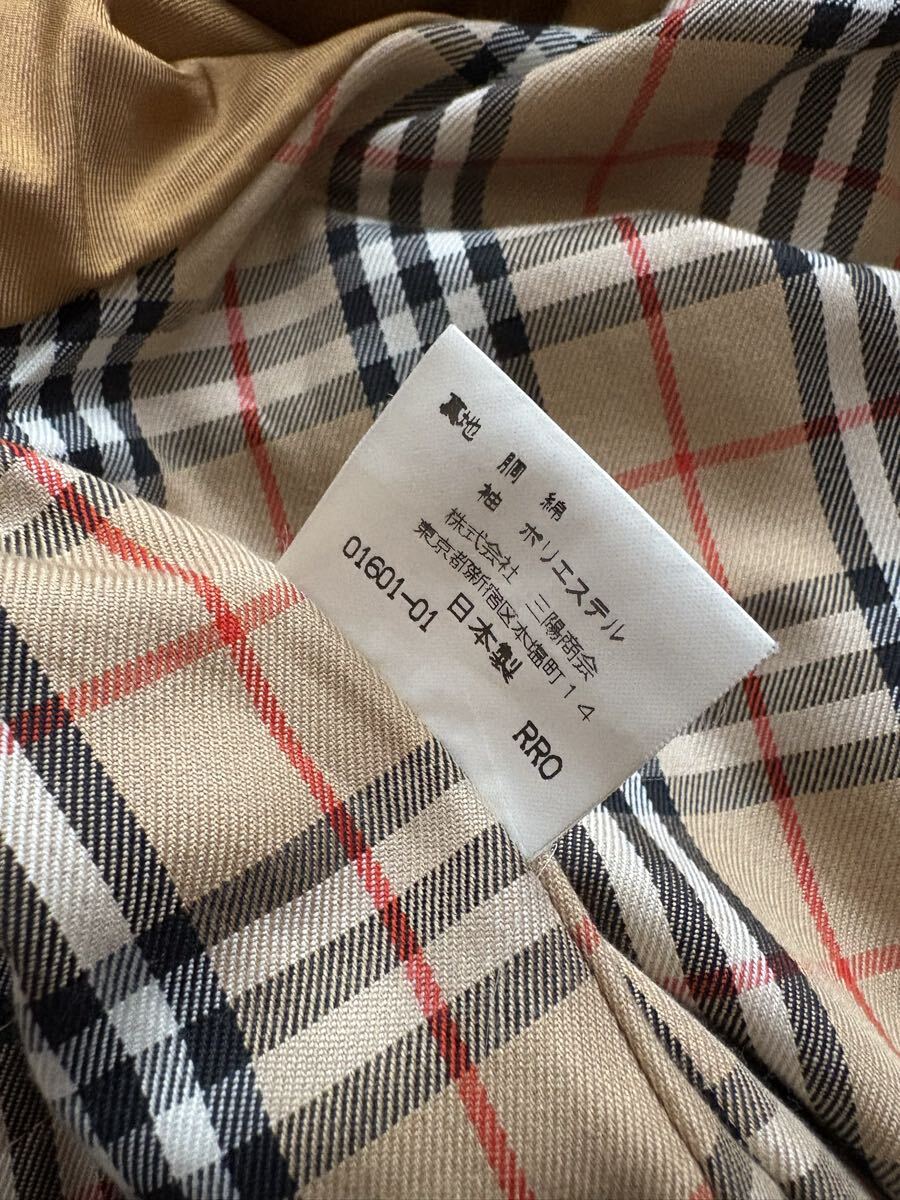 裏地 胴 綿
袖 ポリエステル
株式会社 三陽商会
東京都新宿区本塩町14
01601-01 日本製
RRO